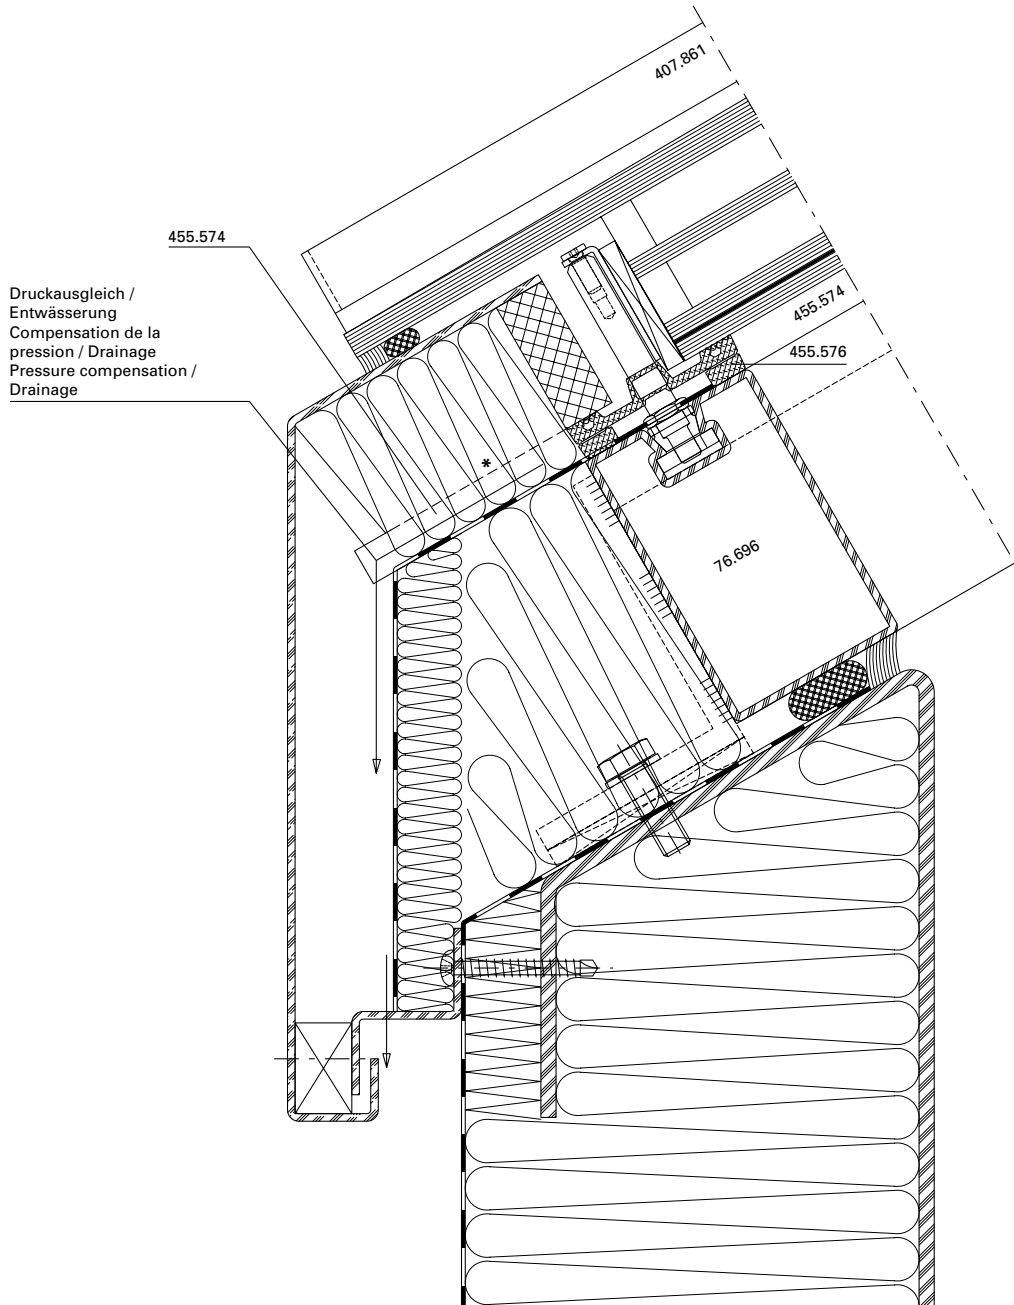 407.861
455.574
Druckausgleich /
Entwässerung
Compensation de la
pression / Drainage
Pressure compensation /
Drainage
455.574
455.576
*
76.696